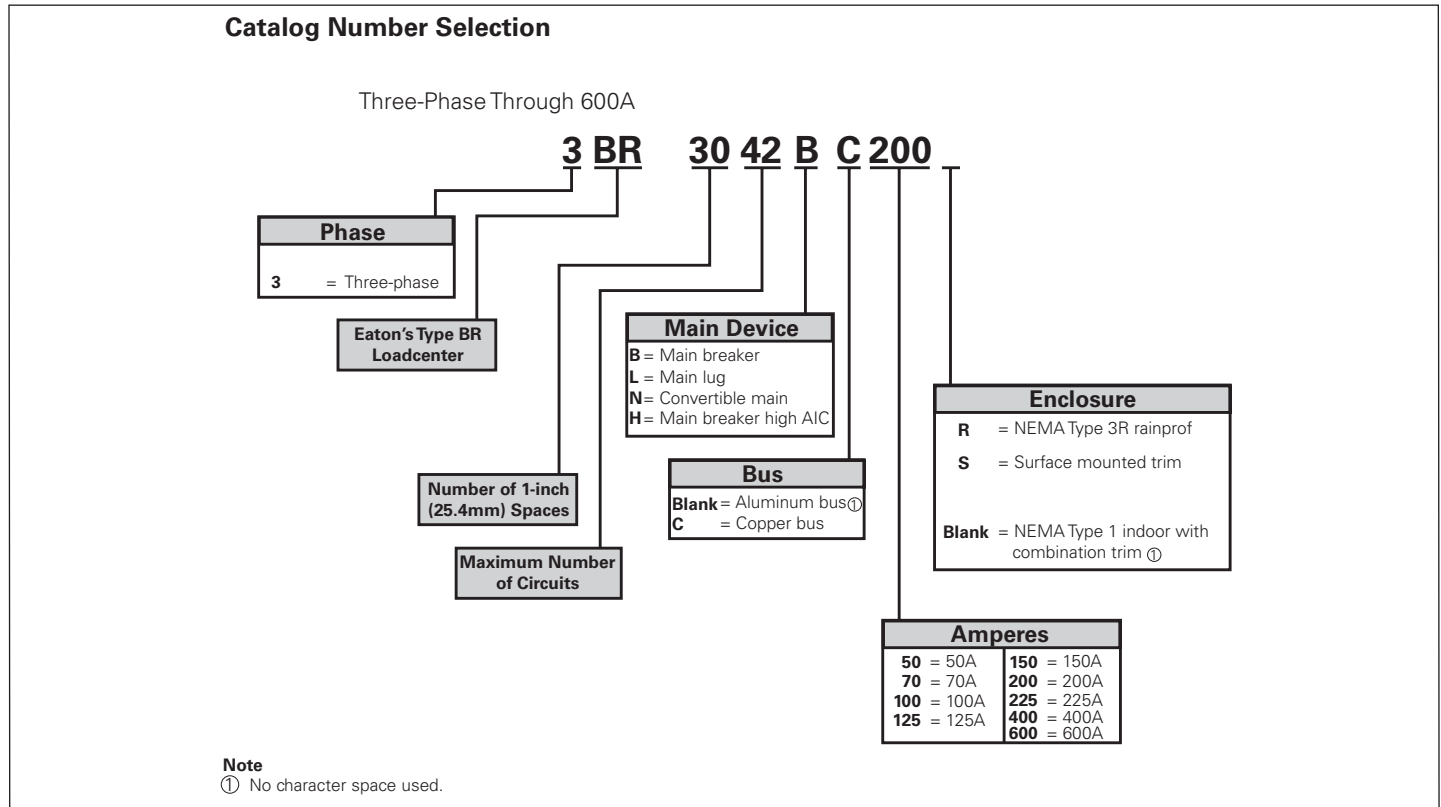 Catalog Number Selection
Three-Phase Through 600A
3 BR 30 42 B C 200
Phase
3 = Three-phase
Eaton's Type BR
Loadcenter
Number of 1-inch
(25.4mm) Spaces
Maximum Number
of Circuits
Main Device
B = Main breaker
L = Main lug
N = Convertible main
H = Main breaker high AIC
Bus
Blank = Aluminum bus ①
C = Copper bus
Enclosure
R = NEMA Type 3R rainprof
S = Surface mounted trim
Blank = NEMA Type 1 indoor with
combination trim ①
Amperes
50 = 50A 150 = 150A
70 = 70A 200 = 200A
100 = 100A 225 = 225A
125 = 125A 400 = 400A
600 = 600A
Note
① No character space used.